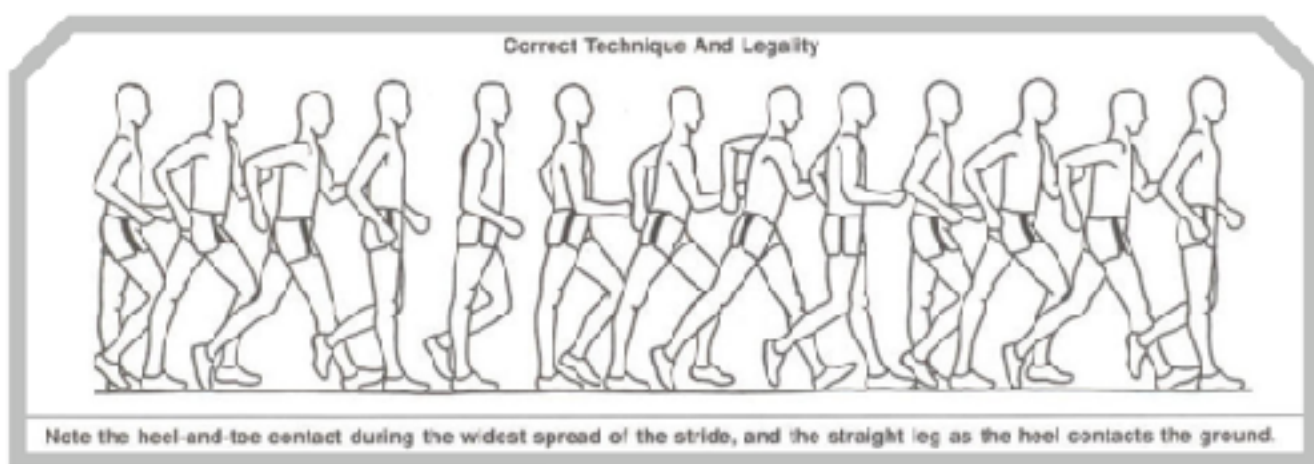 Correct Technique And Legality
Note the heel-and-toe contact during the widest spread of the stride, and the straight leg as the heel contacts the ground.